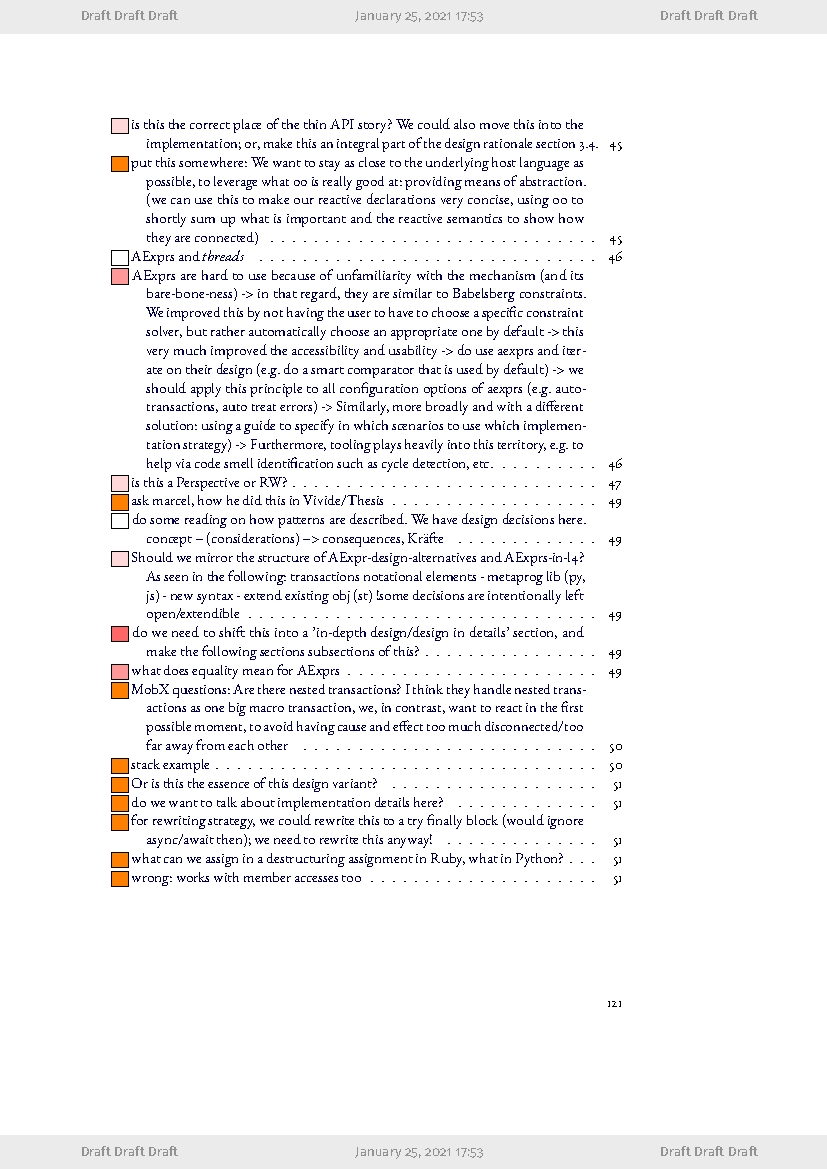 Draft Draft Draft January 25, 2021 17:53 Draft Draft Draft
is this the correct place of the thin API story? We could also move this into the
implementation; or, make this an integral part of the design rationale section 3.4. 45
put this somewhere: We want to stay as close to the underlying host language as
possible, to leverage what oo is really good at: providing means of abstraction.
(we can use this to make our reactive declarations very concise, using oo to
shortly sum up what is important and the reactive semantics to show how
they are connected) . . . . . . . . . . . . . . . . . . . . . . . . . . . . . . 45
AExprs and threads . . . . . . . . . . . . . . . . . . . . . . . . . . . . . . . 46
AExprs are hard to use because of unfamiliarity with the mechanism (and its
bare-bone-ness) -> in that regard, they are similar to Babelsberg constraints.
We improved this by not having the user to have to choose a specific constraint
solver, but rather automatically choose an appropriate one by default -> this
very much improved the accessibility and usability -> do use aexprs and iter-
ate on their design (e.g. do a smart comparator that is used by default) -> we
should apply this principle to all configuration options of aexprs (e.g. auto-
transactions, auto treat errors) -> Similarly, more broadly and with a different
solution: using a guide to specify in which scenarios to use which implemen-
tation strategy) -> Furthermore, tooling plays heavily into this territory, e.g. to
help via code smell identification such as cycle detection, etc. . . . . . . . . . . 46
is this a Perspective or RW? . . . . . . . . . . . . . . . . . . . . . . . . . . . . 47
ask marcel, how he did this in Vivide/Thesis . . . . . . . . . . . . . . . . . . . 49
do some reading on how patterns are described. We have design decisions here.
concept – (considerations) –> consequences, Kräfte . . . . . . . . . . . . . 49
Should we mirror the structure of AExpr-design-alternatives and AExprs-in-l4?
As seen in the following: transactions notational elements - metaprog lib (py,
js) - new syntax - extend existing obj (st) !some decisions are intentionally left
open/extendible . . . . . . . . . . . . . . . . . . . . . . . . . . . . . . . . 49
do we need to shift this into a ’in-depth design/design in details’ section, and
make the following sections subsections of this? . . . . . . . . . . . . . . . . 49
what does equality mean for AExprs . . . . . . . . . . . . . . . . . . . . . . . 49
MobX questions: Are there nested transactions? I think they handle nested trans-
actions as one big macro transaction, we, in contrast, want to react in the first
possible moment, to avoid having cause and effect too much disconnected/too
far away from each other . . . . . . . . . . . . . . . . . . . . . . . . . . . 50
stack example . . . . . . . . . . . . . . . . . . . . . . . . . . . . . . . . . . . 50
Or is this the essence of this design variant? . . . . . . . . . . . . . . . . . . . 51
do we want to talk about implementation details here? . . . . . . . . . . . . . 51
for rewriting strategy, we could rewrite this to a try finally block (would ignore
async/await then); we need to rewrite this anyway! . . . . . . . . . . . . . . 51
what can we assign in a destructuring assignment in Ruby, what in Python? . . . 51
wrong: works with member accesses too . . . . . . . . . . . . . . . . . . . . . 51
121
Draft Draft Draft January 25, 2021 17:53 Draft Draft Draft